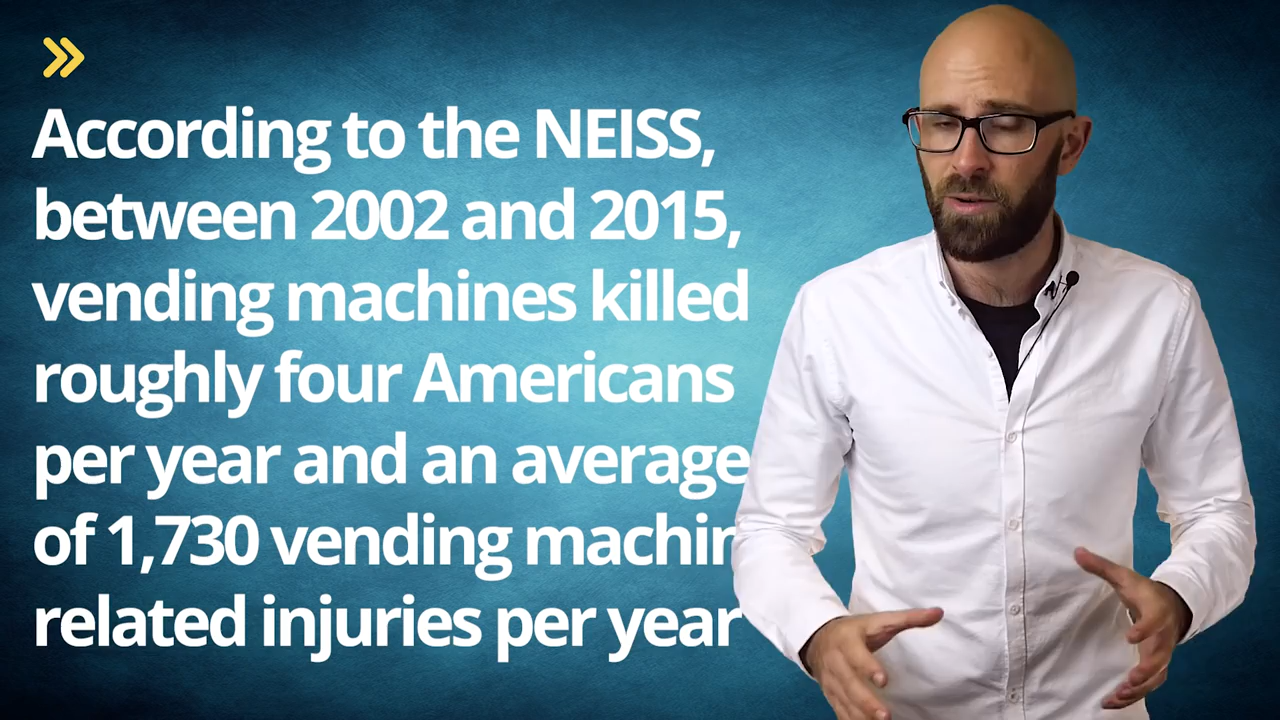 According to the NEISS,
between 2002 and 2015,
vending machines killed
roughly four Americans
per year and an average
of 1,730 vending machin
related injuries per year